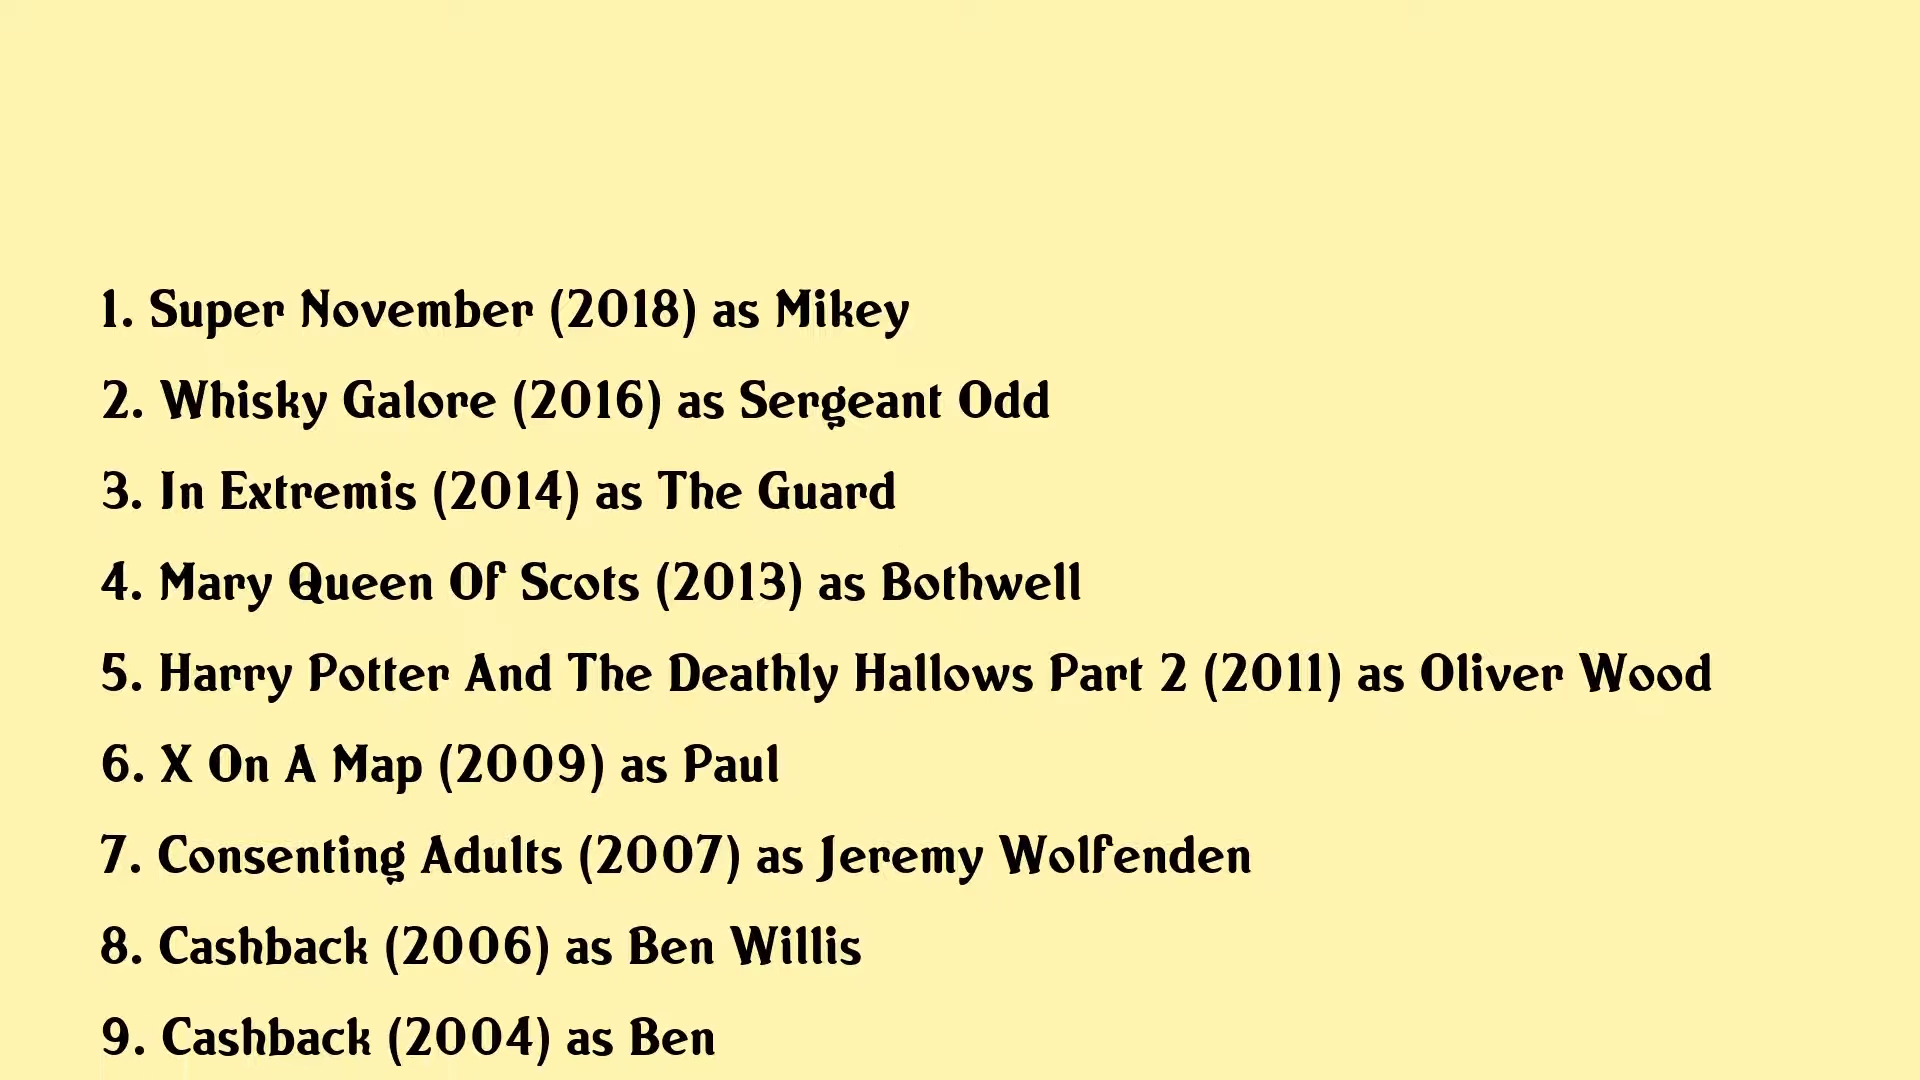 1. Super November (2018) as Mikey
2. Whisky Galore (2016) as Sergeant Odd
3. In Extremis (2014) as The Guard
4. Mary Queen Of Scots (2013) as Bothwell
5. Harry Potter And The Deathly Hallows Part 2 (2011) as Oliver Wood
6. X On A Map (2009) as Paul
7. Consenting Adults (2007) as Jeremy Wolfenden
8. Cashback (2006) as Ben Willis
9. Cashback (2004) as Ben